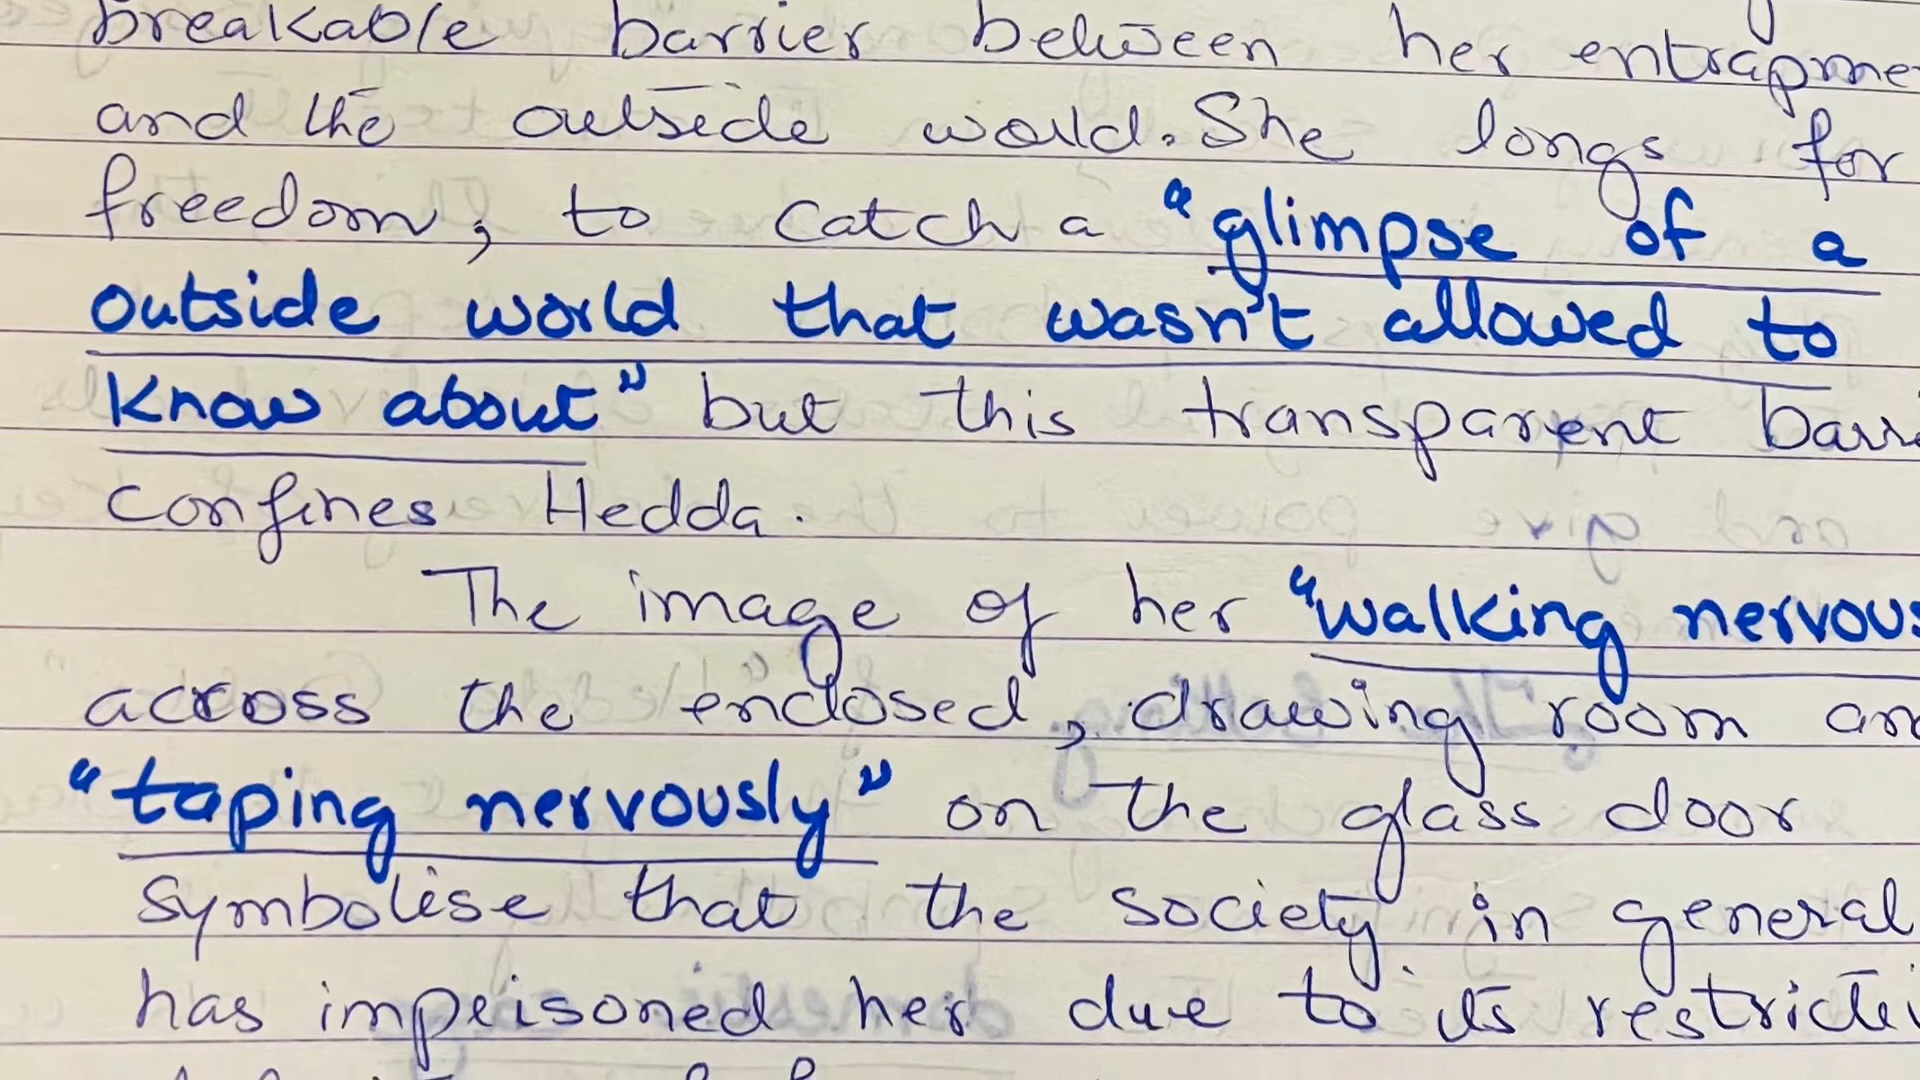 breakable barrier between her entrapme
and the outside world. She longs for
freedom, to catch a "glimpse of a
outside world that wasn't allowed to
know about" but this transparent barri
confines Hedda.
The image of her "walking nervous
across the enclosed, drawing room an
"taping nervously" on the glass door
symbolise that the society in general
has impeisoned her due to its restricti